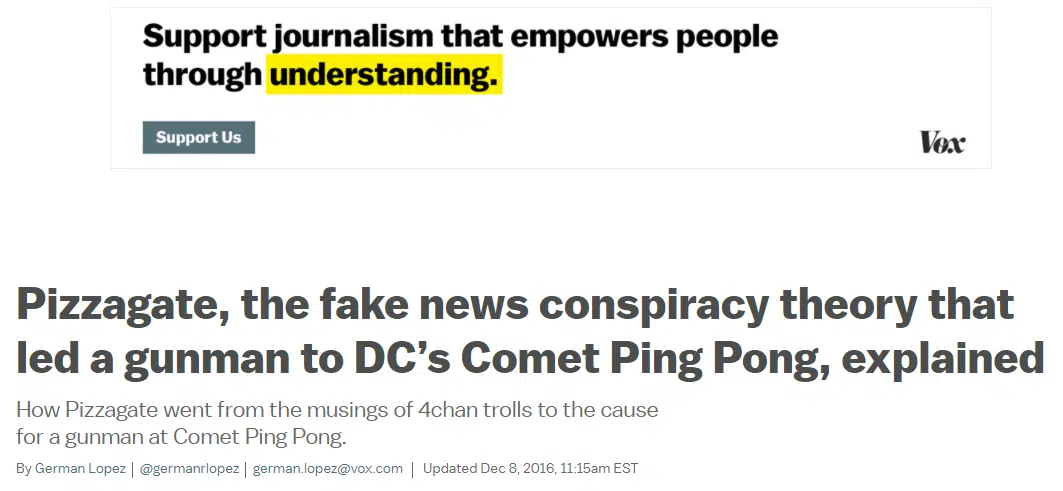 Support journalism that empowers people
through understanding.
Support Us
Vox
Pizzagate, the fake news conspiracy theory that
led a gunman to DC’s Comet Ping Pong, explained
How Pizzagate went from the musings of 4chan trolls to the cause
for a gunman at Comet Ping Pong.
By German Lopez | @germanrlopez | german.lopez@vox.com | Updated Dec 8, 2016, 11:15am EST